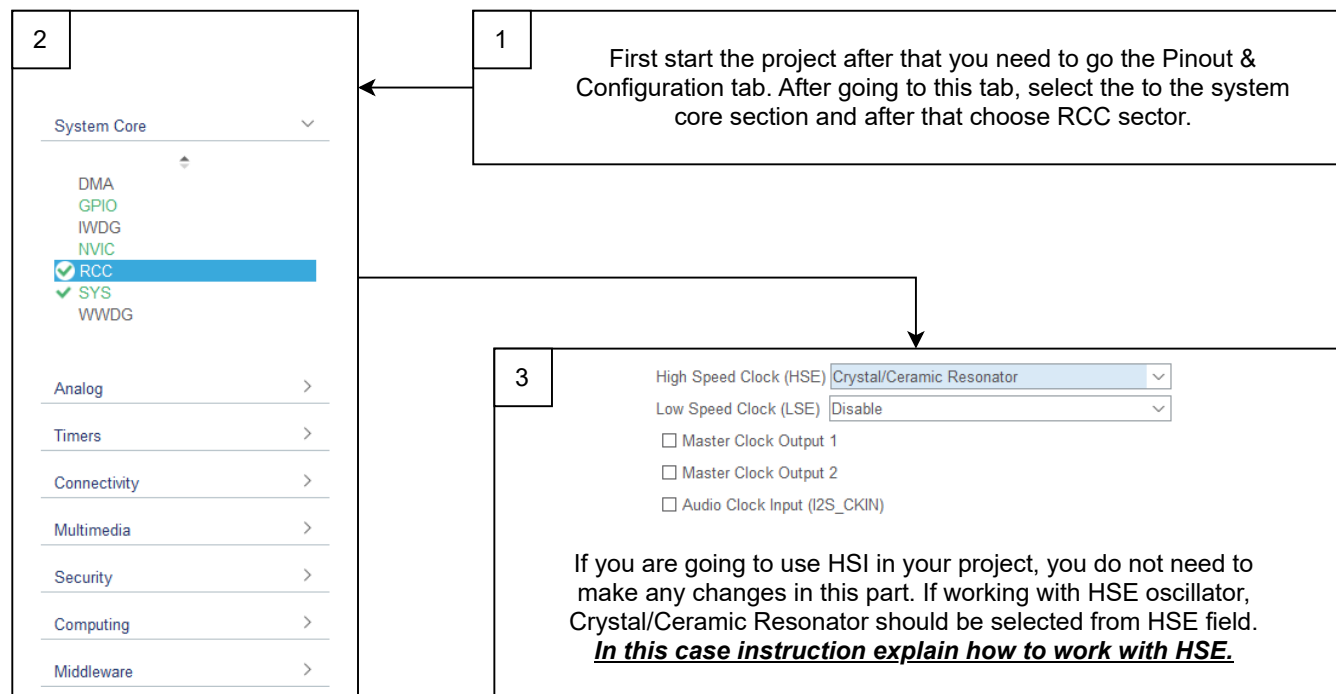 1
First start the project after that you need to go the Pinout &
Configuration tab. After going to this tab, select the to the system
core section and after that choose RCC sector.
2
System Core
DMA
GPIO
IWDG
NVIC
RCC
SYS
WWDG
Analog
Timers
Connectivity
Multimedia
Security
Computing
Middleware
3
High Speed Clock (HSE) Crystal/Ceramic Resonator
Low Speed Clock (LSE) Disable
Master Clock Output 1
Master Clock Output 2
Audio Clock Input (I2S_CKIN)
If you are going to use HSI in your project, you do not need to
make any changes in this part. If working with HSE oscillator,
Crystal/Ceramic Resonator should be selected from HSE field.
In this case instruction explain how to work with HSE.